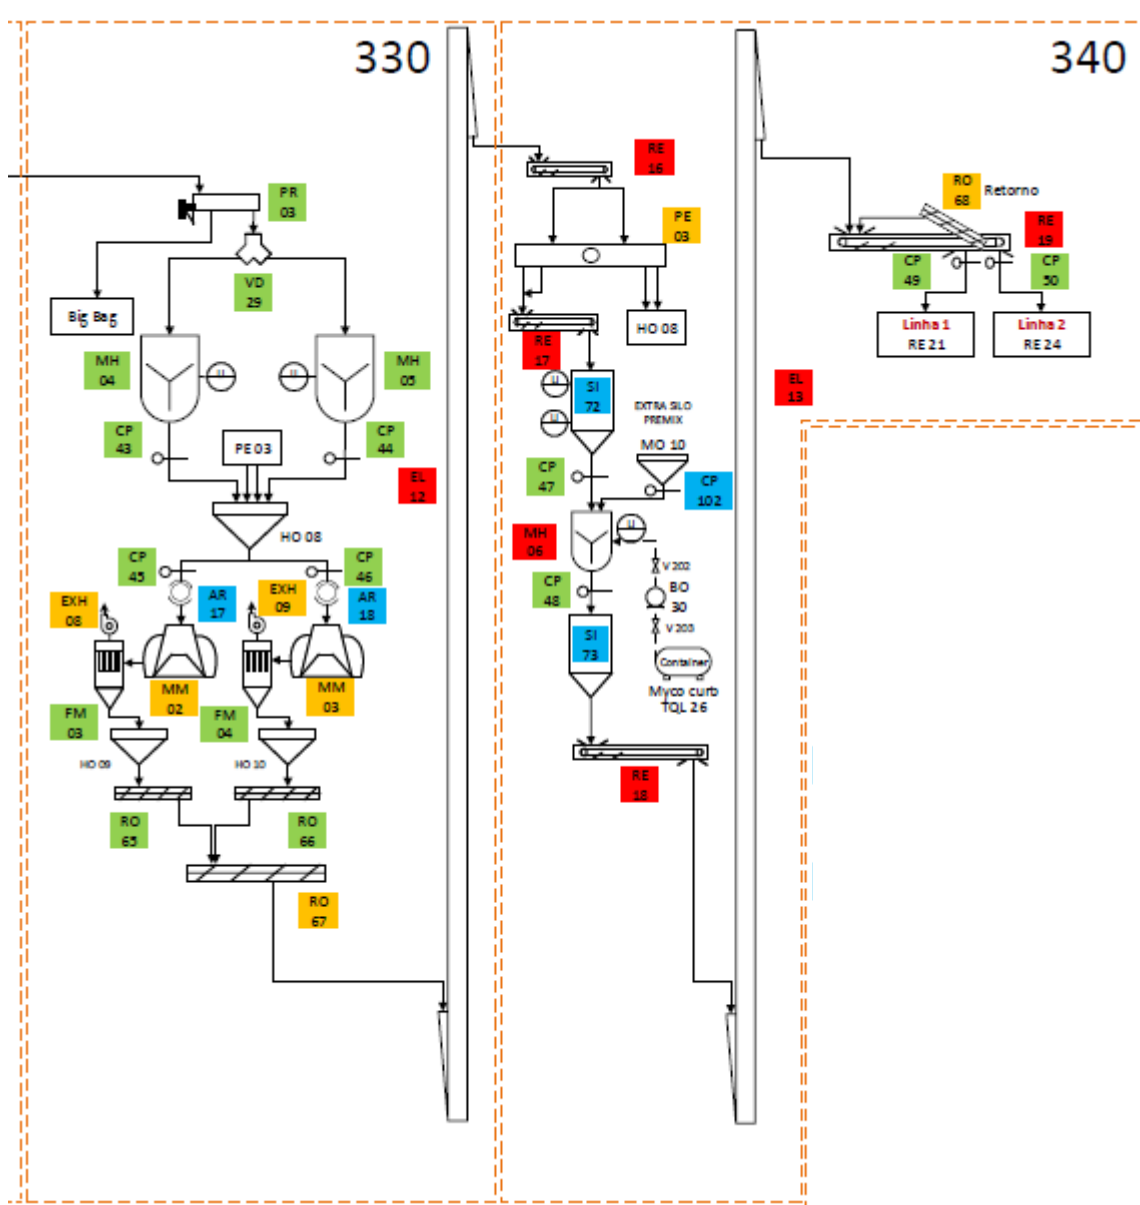 330
340
PR
03
VD
29
Big Bag
MH
04
U
U
MH
05
CP
43
PE 03
CP
44
EL
12
HO 08
CP
45
CP
46
EXH
08
AR
17
EXH
09
AR
18
MM
02
MM
03
FM
03
FM
04
HO 09
HO 10
RO
65
RO
66
RO
67
RE
16
PE
03
HO 08
RE
17
U
U
SI
72
EXTRA SILO
PREMIX
MO 10
CP
47
CP
102
MH
06
U
V 202
CP
48
BO
30
V 203
SI
73
Container
Myco curb
TQL 26
RE
18
EL
13
RO
68
Retorno
RE
19
CP
49
CP
50
Linha 1
RE 21
Linha 2
RE 24